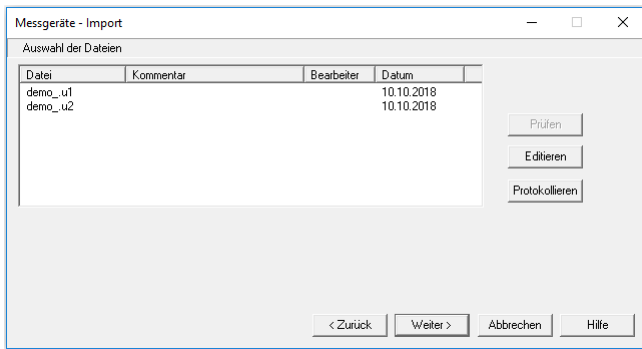 Messgeräte - Import
Auswahl der Dateien
Datei Kommentar Bearbeiter Datum
demo_.u1 10.10.2018
demo_.u2 10.10.2018
Prüfen
Editieren
Protokollieren
< Zurück Weiter > Abbrechen Hilfe